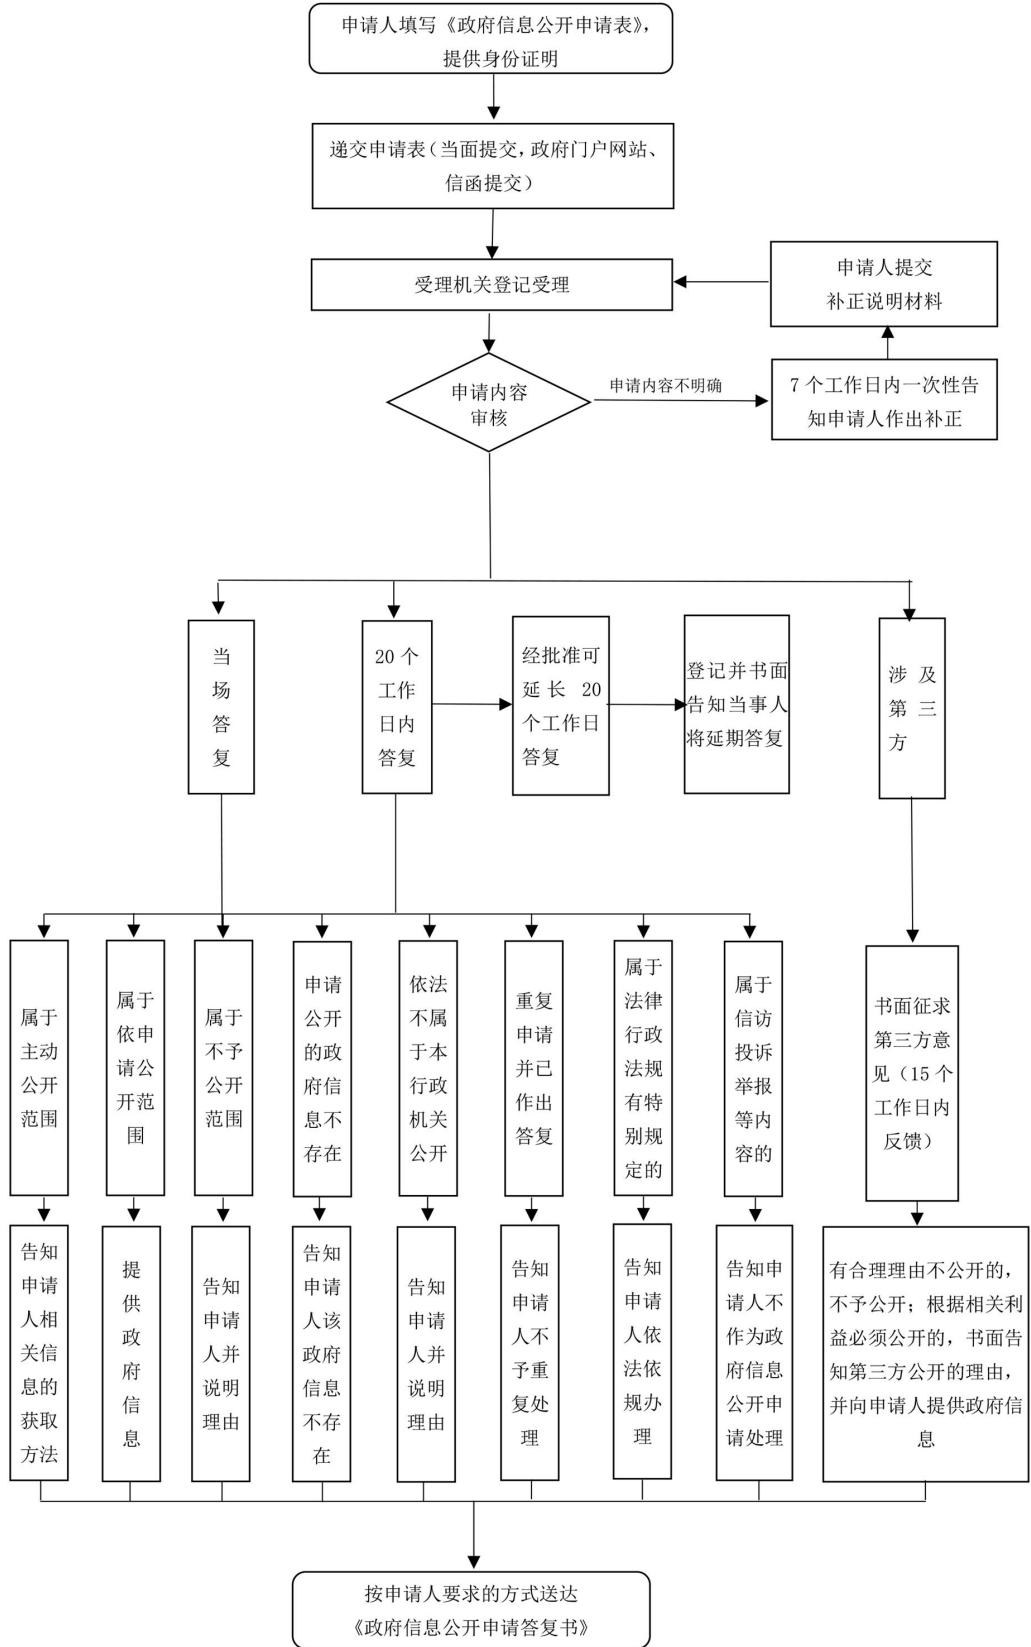 申请人填写《政府信息公开申请表》，
提供身份证明
递交申请表（当面提交，政府门户网站、
信函提交）
受理机关登记受理
申请人提交
补正说明材料
申请内容
审核
申请内容不明确
7 个工作日内一次性告
知申请人作出补正
当
场
答
复
20 个
工作
日内
答复
经批准可
延长 20
个工作日
答复
登记并书面
告知当事人
将延期答复
涉及
第三
方
属于
主动
公开
范围
属于
依申
请公
开范
围
属于
不予
公开
范围
申请
公开
的政
府信
息不
存在
依法
不属
于本
行政
机关
公开
重复
申请
并已
作出
答复
属于
法律
行政
法规
有特
别规
定的
属于
信访
投诉
举报
等内
容的
书面征求
第三方意
见（15 个
工作日内
反馈）
告知
申请
人相
关信
息的
获取
方法
提
供
政
府
信
息
告知
申请
人并
说明
理由
告知
申请
人该
政府
信息
不存
在
告知
申请
人并
说明
理由
告知
申请
人不
予重
复处
理
告知
申请
人依
法依
规办
理
告知申
请人不
作为政
府信息
公开申
请处理
有合理理由不公开的，
不予公开；根据相关利
益必须公开的，书面告
知第三方公开的理由，
并向申请人提供政府信
息
按申请人要求的方式送达
《政府信息公开申请答复书》